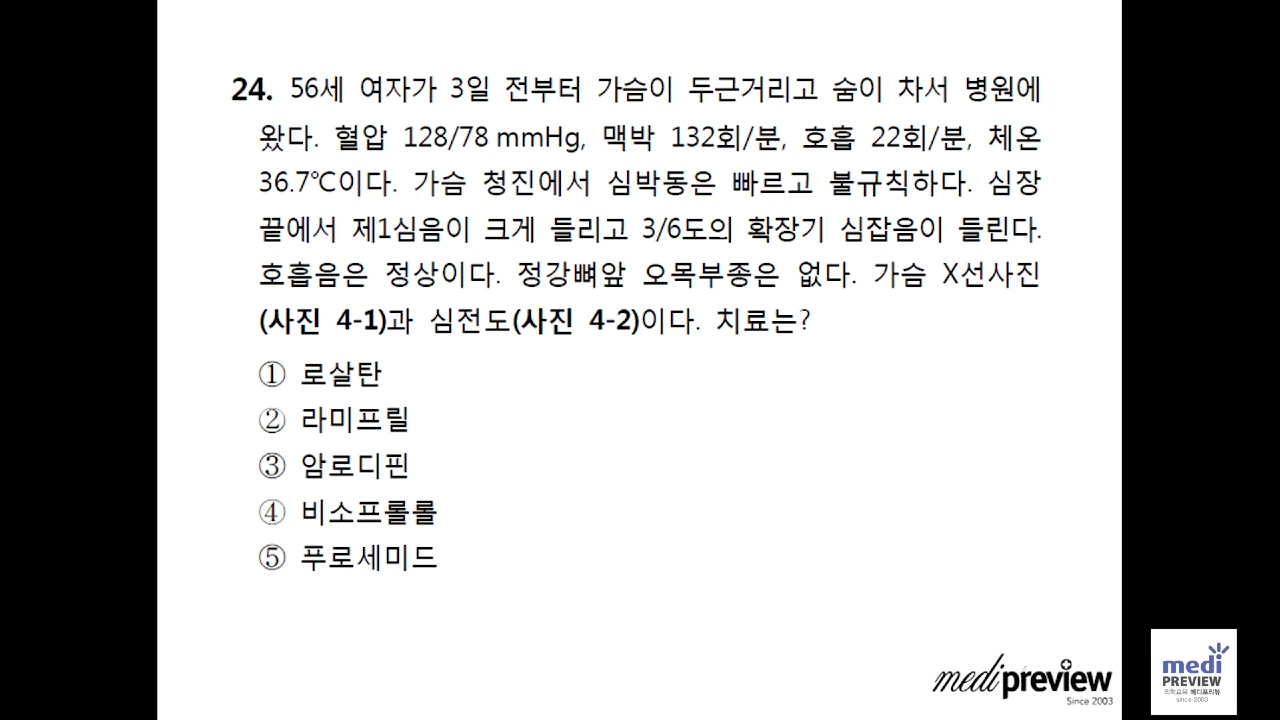 24. 56세 여자가 3일 전부터 가슴이 두근거리고 숨이 차서 병원에
왔다. 혈압 128/78 mmHg, 맥박 132회/분, 호흡 22회/분, 체온
36.7℃이다. 가슴 청진에서 심박동은 빠르고 불규칙하다. 심장
끝에서 제1심음이 크게 들리고 3/6도의 확장기 심잡음이 들린다.
호흡음은 정상이다. 정강뼈앞 오목부종은 없다. 가슴 X선사진
(사진 4-1)과 심전도(사진 4-2)이다. 치료는?
① 로살탄
② 라미프릴
③ 암로디핀
④ 비소프롤롤
⑤ 푸로세미드
medipreview
Since 2003
medi
PREVIEW
의학교육 메디프리뷰
since 2003